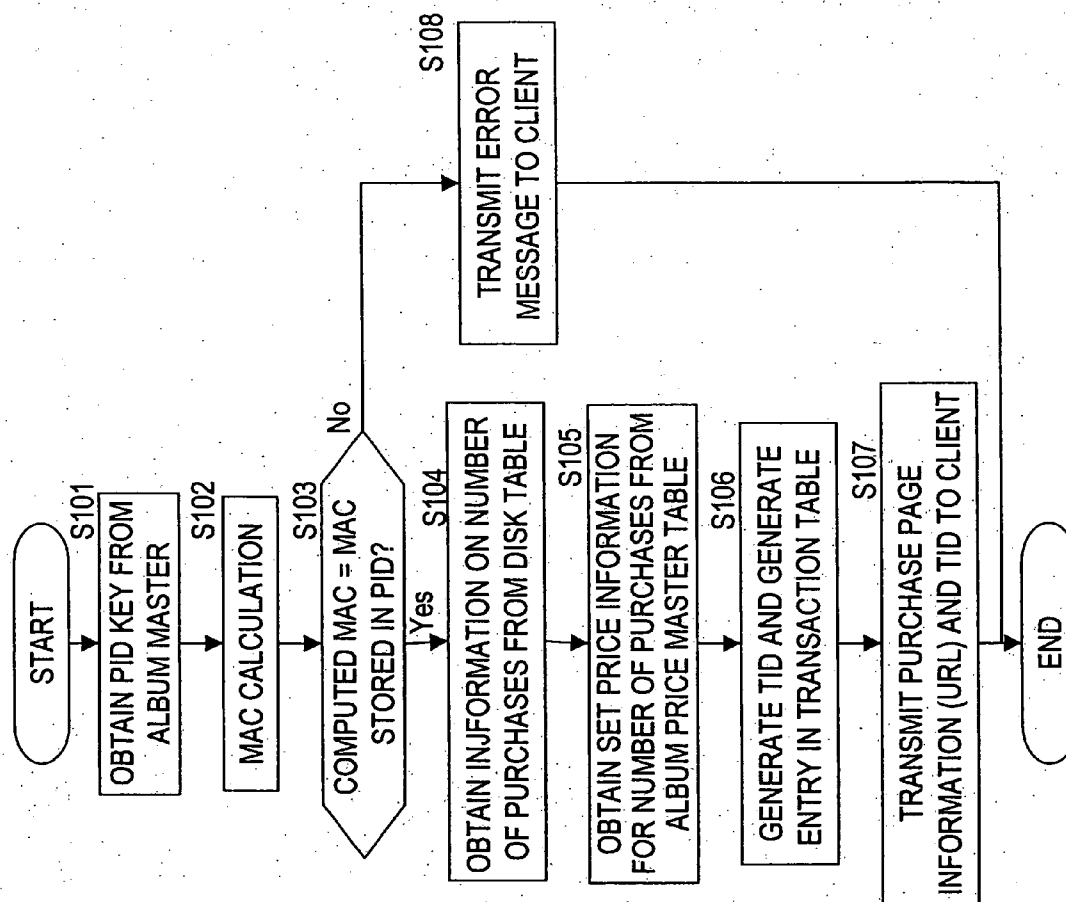 START
S101
OBTAIN PID KEY FROM
ALBUM MASTER
S102
MAC CALCULATION
S103
COMPUTED MAC = MAC
STORED IN PID?
No
Yes
S104
OBTAIN INJFORMATION ON NUMBER
OF PURCHASES FROM DISK TABLE
S105
OBTAIN SET PRICE INFORMATION
FOR NUMBER OF PURCHASES FROM
ALBUM PRICE MASTER TABLE
S106
GENERATE TID AND GENERATE
ENTRY IN TRANSACTION TABLE
S107
TRANSMIT PURCHASE PAGE
INFORMATION (URL) AND TID TO CLIENT
S108
TRANSMIT ERROR
MESSAGE TO CLIENT
END